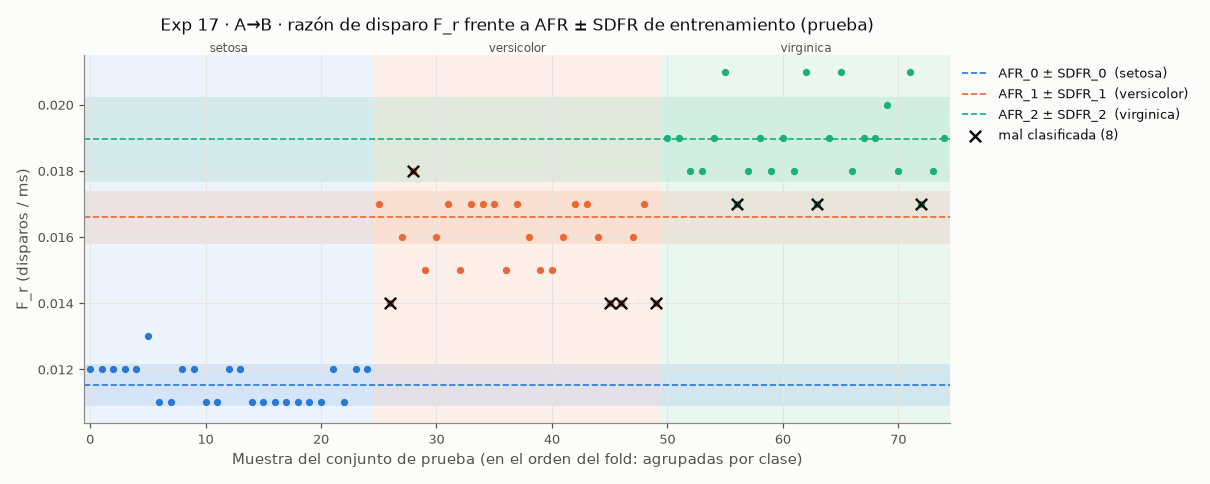 Exp 17 · A→B · razón de disparo F_r frente a AFR ± SDFR de entrenamiento (prueba)
setosa versicolor virginica
AFR_0 ± SDFR_0 (setosa)
AFR_1 ± SDFR_1 (versicolor)
AFR_2 ± SDFR_2 (virginica)
mal clasificada (8)
F_r (disparos / ms)
0.020
0.018
0.016
0.014
0.012
0 10 20 30 40 50 60 70
Muestra del conjunto de prueba (en el orden del fold: agrupadas por clase)